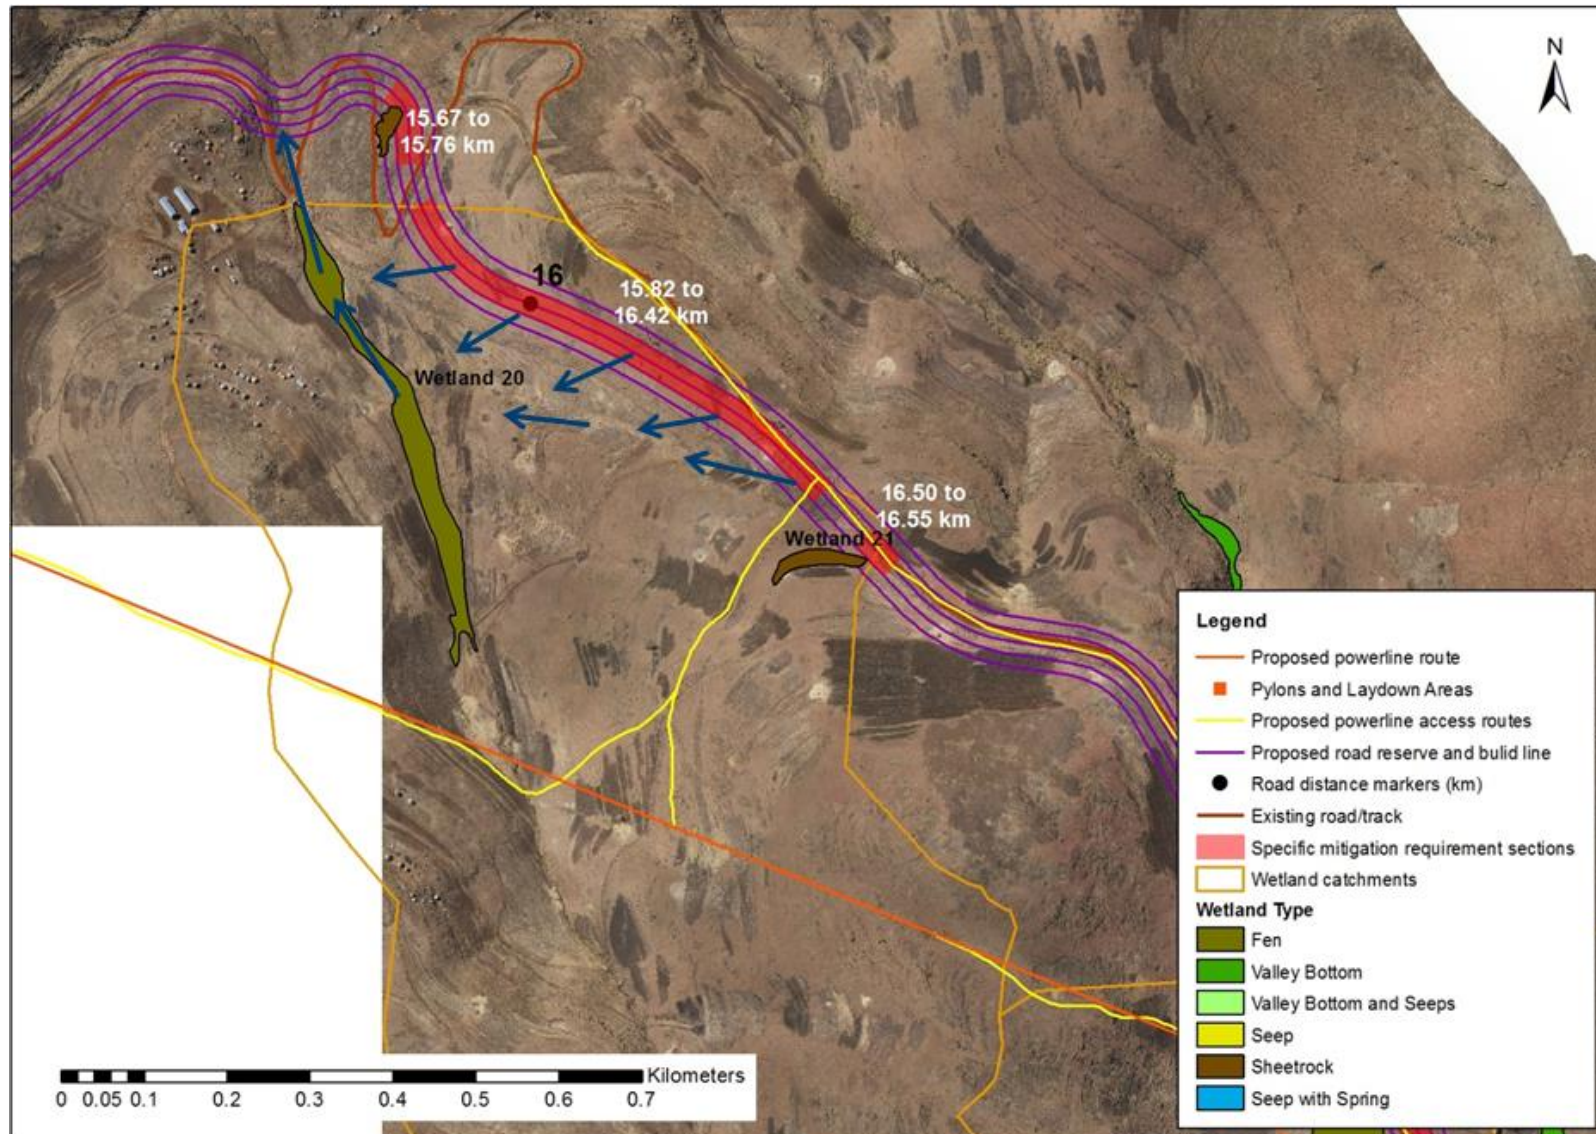 N
15.67 to
15.76 km
16
15.82 to
16.42 km
Wetland 20
16.50 to
16.55 km
Wetland 21
Legend
Proposed powerline route
Pylons and Laydown Areas
Proposed powerline access routes
Proposed road reserve and bulid line
Road distance markers (km)
Existing road/track
Specific mitigation requirement sections
Wetland catchments
Wetland Type
Fen
Valley Bottom
Valley Bottom and Seeps
Seep
Sheetrock
Seep with Spring
Kilometers
0 0.05 0.1 0.2 0.3 0.4 0.5 0.6 0.7